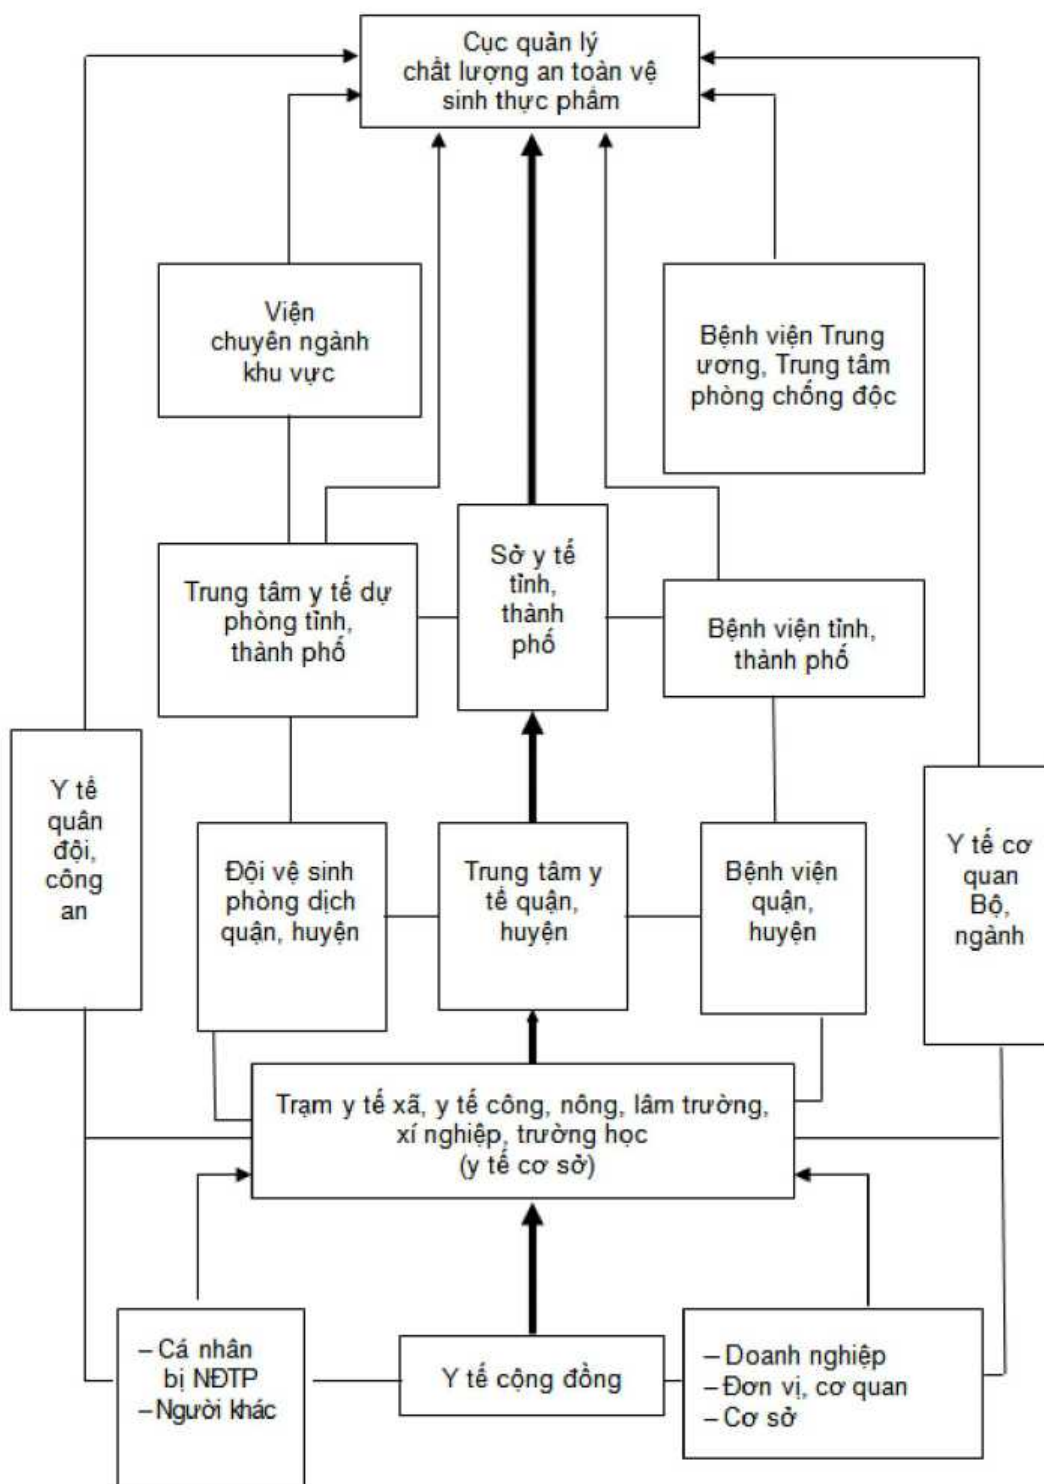 Cục quản lý
chất lượng an toàn vệ
sinh thực phẩm
Viện
chuyên ngành
khu vực
Bệnh viện Trung
ương, Trung tâm
phòng chống độc
Trung tâm y tế dự
phòng tỉnh,
thành phố
Sở y tế
tỉnh,
thành
phố
Bệnh viện tỉnh,
thành phố
Y tế
quân
đội,
công
an
Đội vệ sinh
phòng dịch
quận, huyện
Trung tâm y
tế quận,
huyện
Bệnh viện
quận,
huyện
Y tế cơ
quan
Bộ,
ngành
Trạm y tế xã, y tế công, nông, lâm trường,
xí nghiệp, trường học
(y tế cơ sở)
– Cá nhân
bị NĐTP
–Người khác
Y tế cộng đồng
– Doanh nghiệp
–Đơn vị, cơ quan
– Cơ sở